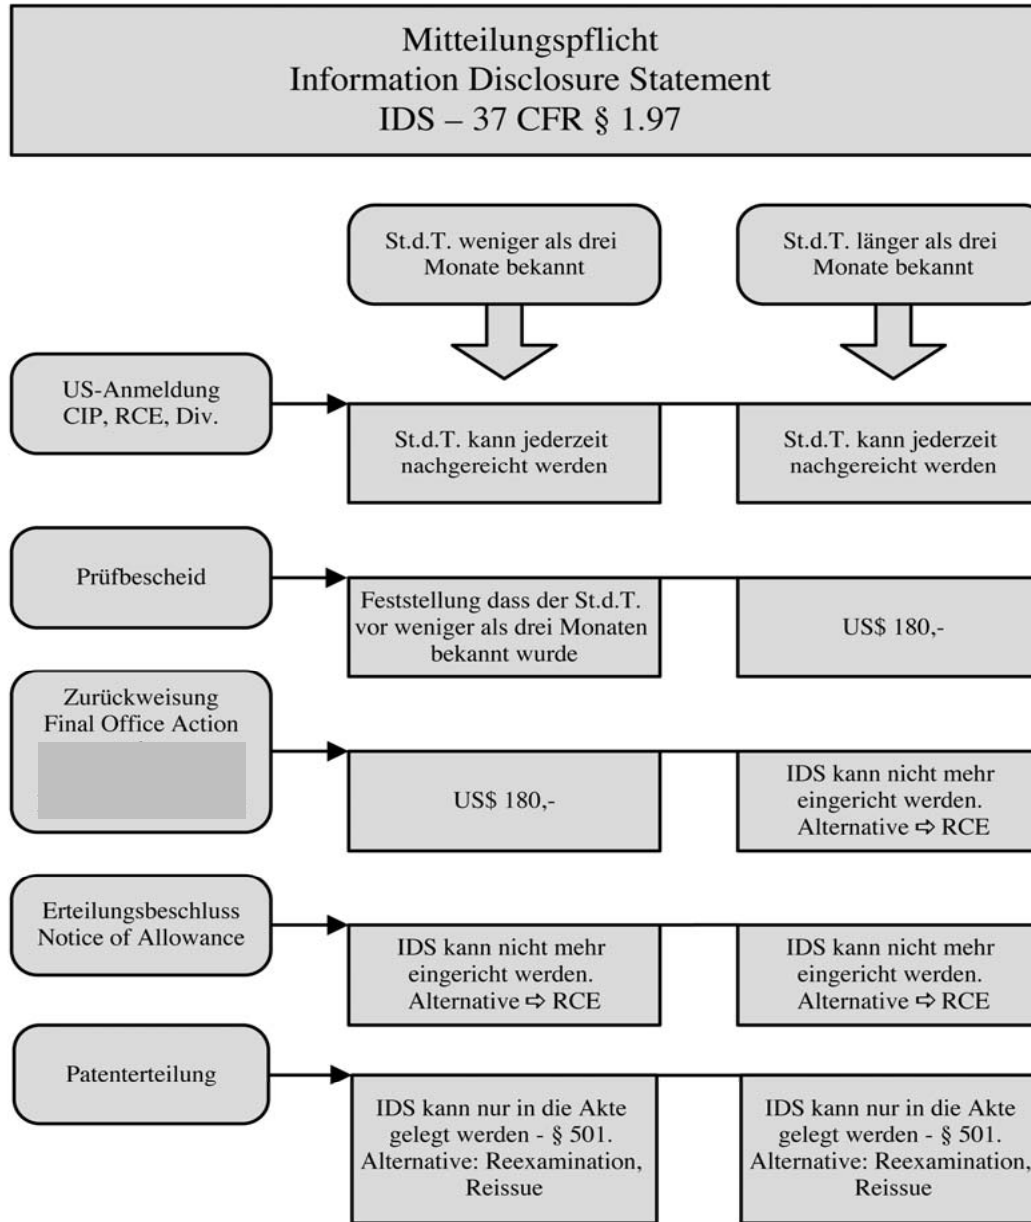 Mitteilungspflicht
Information Disclosure Statement
IDS – 37 CFR § 1.97
St.d.T. weniger als drei
Monate bekannt
St.d.T. länger als drei
Monate bekannt
US-Anmeldung
CIP, RCE, Div.
St.d.T. kann jederzeit
nachgereicht werden
St.d.T. kann jederzeit
nachgereicht werden
Prüfbescheid
Feststellung dass der St.d.T.
vor weniger als drei Monaten
bekannt wurde
US$ 180,-
Zurückweisung
Final Office Action
US$ 180,-
IDS kann nicht mehr
eingericht werden.
Alternative ⇨ RCE
Erteilungsbeschluss
Notice of Allowance
IDS kann nicht mehr
eingericht werden.
Alternative ⇨ RCE
IDS kann nicht mehr
eingericht werden.
Alternative ⇨ RCE
Patenterteilung
IDS kann nur in die Akte
gelegt werden - § 501.
Alternative: Reexamination,
Reissue
IDS kann nur in die Akte
gelegt werden - § 501.
Alternative: Reexamination,
Reissue